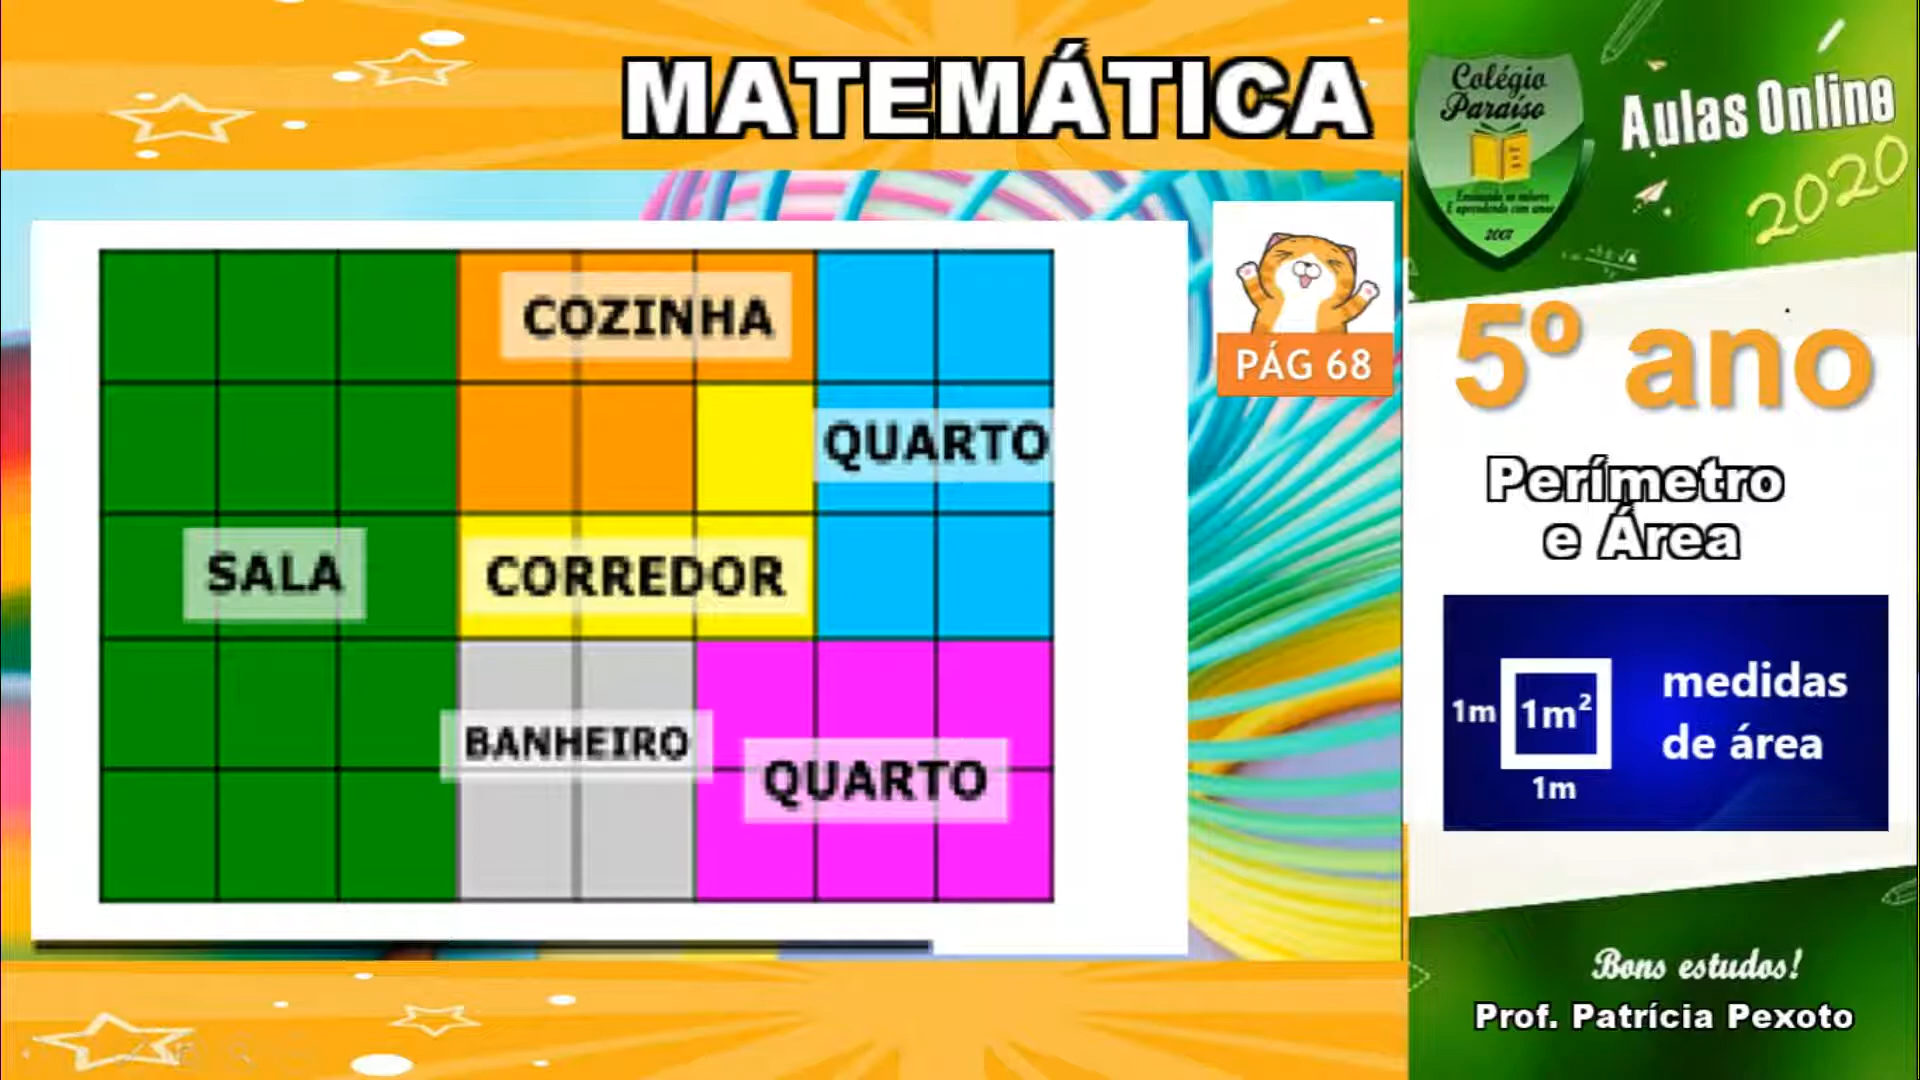 MATEMÁTICA
COZINHA
QUARTO
SALA
CORREDOR
BANHEIRO
QUARTO
PÁG 68
Colégio
Paraíso
2007
Aulas Online
2020
5º ano
Perímetro
e Área
1m
1m²
1m
medidas
de área
Bons estudos!
Prof. Patrícia Pexoto